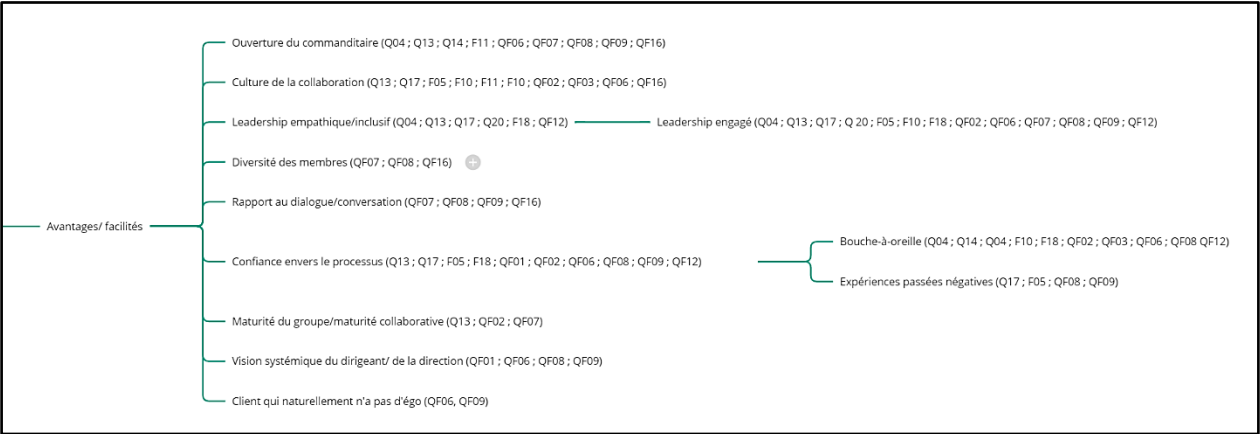 Ouverture du commanditaire (Q04 ; Q13 ; Q14 ; F11 ; QF06 ; QF07 ; QF08 ; QF09 ; QF16)
Culture de la collaboration (Q13 ; Q17 ; F05 ; F10 ; F11 ; F10 ; QF02 ; QF03 ; QF06 ; QF16)
Leadership empathique/inclusif (Q04 ; Q13 ; Q17 ; Q20 ; F18 ; QF12)
Leadership engagé (Q04 ; Q13 ; Q17 ; Q 20 ; F05 ; F10 ; F18 ; QF02 ; QF06 ; QF07 ; QF08 ; QF09 ; QF12)
Diversité des membres (QF07 ; QF08 ; QF16)
Rapport au dialogue/conversation (QF07 ; QF08 ; QF09 ; QF16)
Avantages/ facilités
Bouche-à-oreille (Q04 ; Q14 ; Q04 ; F10 ; F18 ; QF02 ; QF03 ; QF06 ; QF08 QF12)
Confiance envers le processus (Q13 ; Q17 ; F05 ; F18 ; QF01 ; QF02 ; QF06 ; QF08 ; QF09 ; QF12)
Expériences passées négatives (Q17 ; F05 ; QF08 ; QF09)
Maturité du groupe/maturité collaborative (Q13 ; QF02 ; QF07)
Vision systémique du dirigeant/ de la direction (QF01 ; QF06 ; QF08 ; QF09)
Client qui naturellement n'a pas d'égo (QF06, QF09)